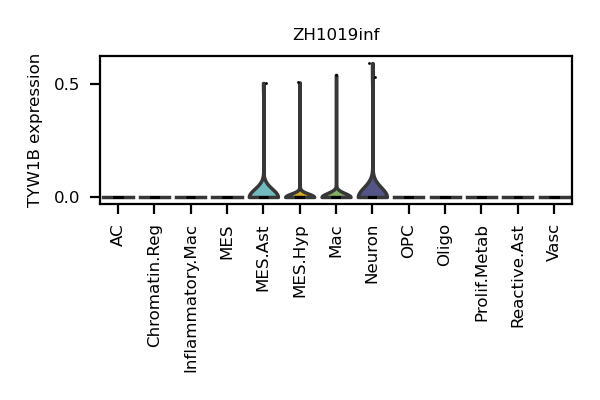 ZH1019inf
TYW1B expression
0.5
0.0
AC
Chromatin.Reg
Inflammatory.Mac
MES
MES.Ast
MES.Hyp
Mac
Neuron
OPC
Oligo
Prolif.Metab
Reactive.Ast
Vasc